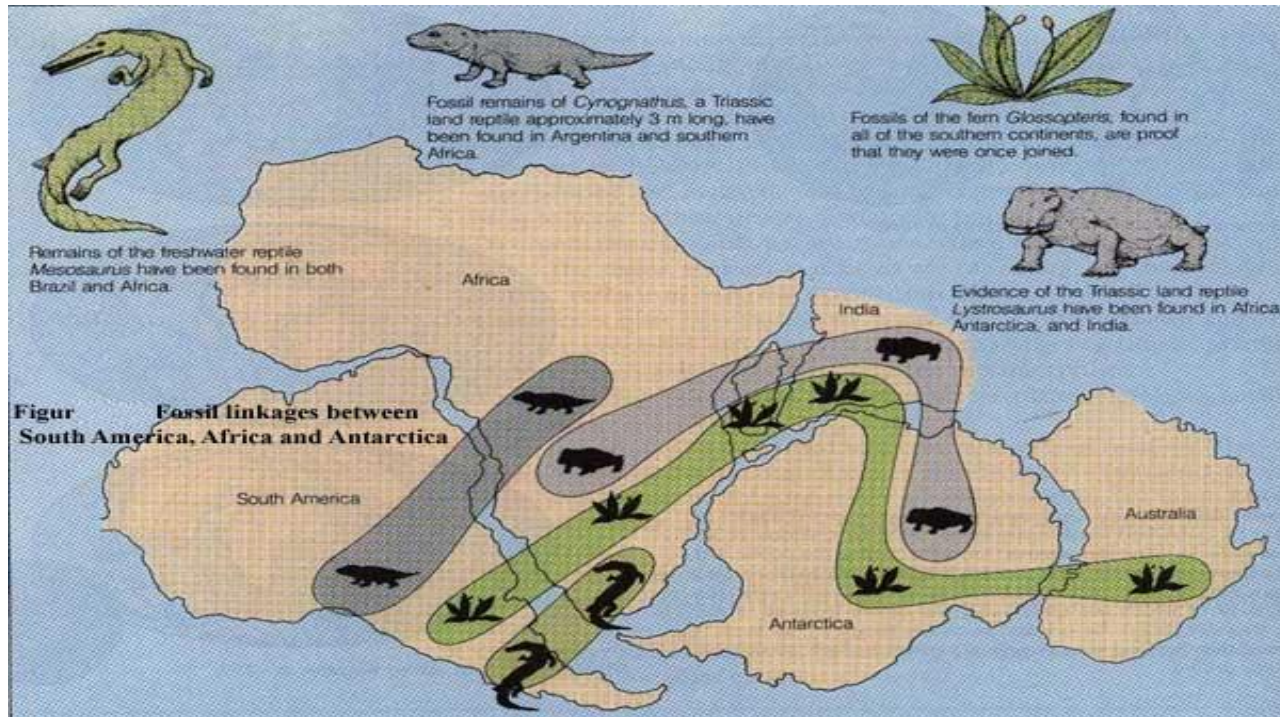 Fossil remains of Cynognathus, a Triassic
land reptile approximately 3 m long, have
been found in Argentina and southern
Africa.
Fossils of the fern Glossopteris, found in
all of the southern continents, are proof
that they were once joined.
Remains of the freshwater reptile
Mesosaurus have been found in both
Brazil and Africa.
Evidence of the Triassic land reptile
Lystrosaurus have been found in Africa
Antarctica, and India.
Africa
India
Figur Fossil linkages between
South America, Africa and Antarctica
South America
Australia
Antarctica